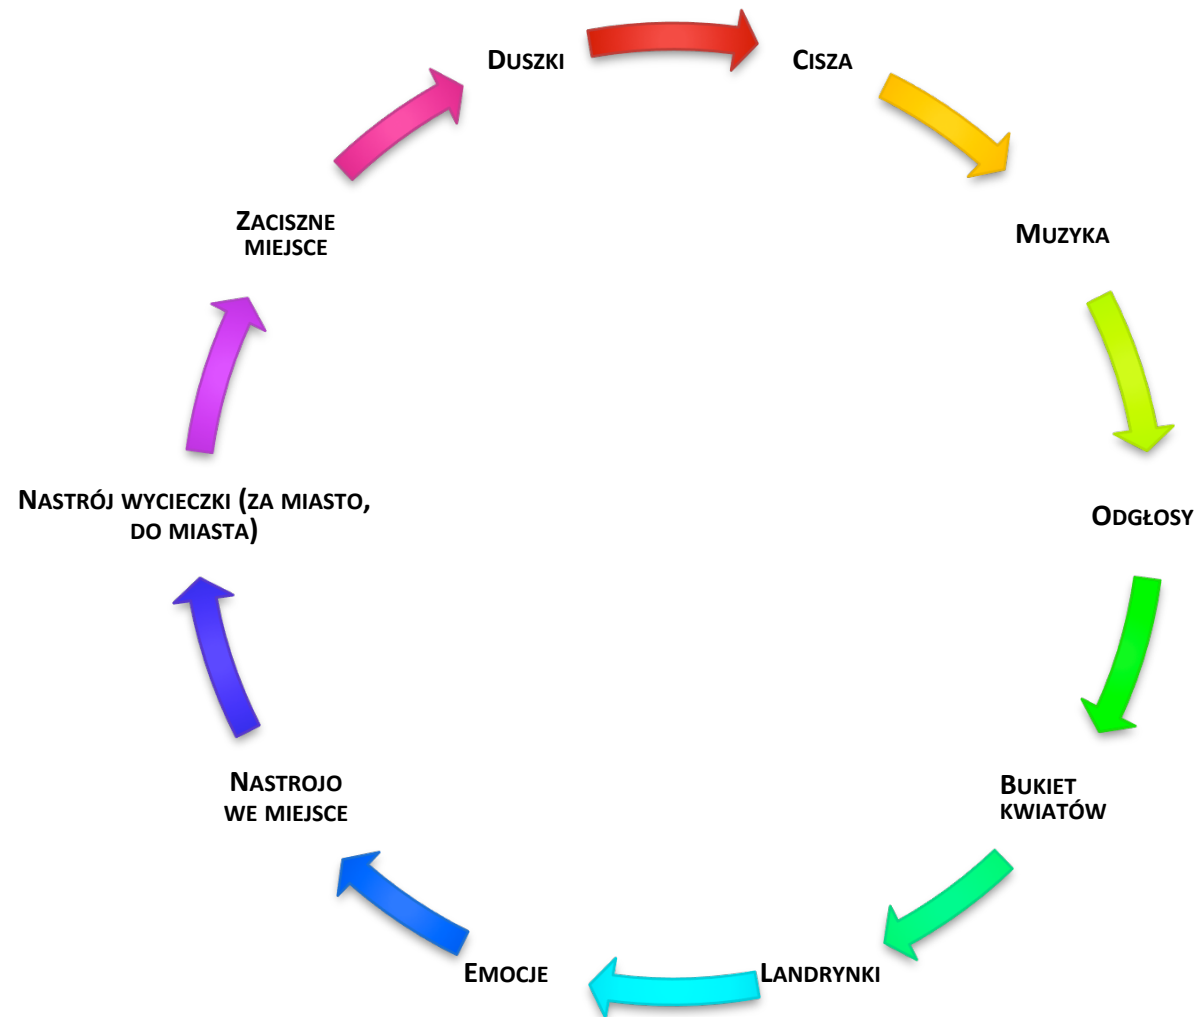 Duszki
Cisza
Muzyka
Odgłosy
Bukiet
kwiatów
Landrynki
Emocje
Nastrojo
we miejsce
Nastrój wycieczki (za miasto,
do miasta)
Zaciszne
miejsce